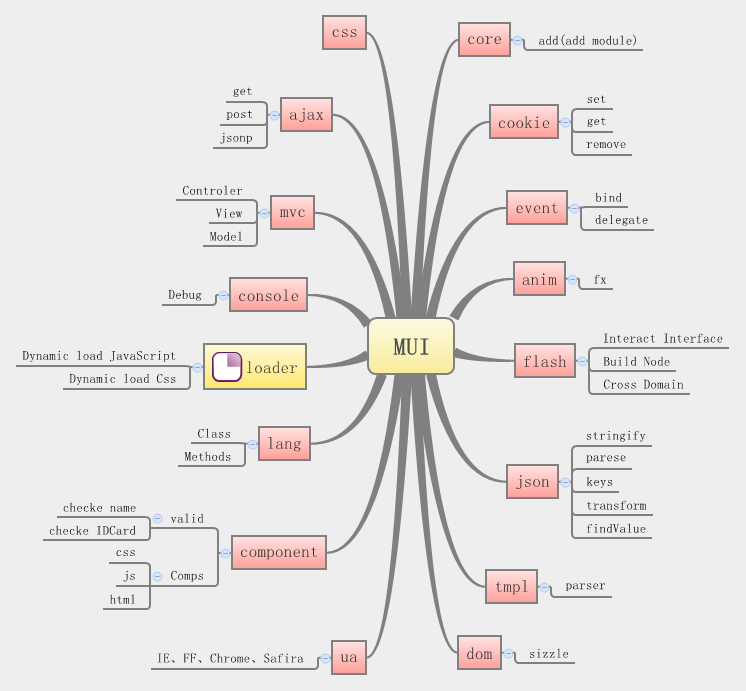 MUI
css
ajax
get
post
jsonp
mvc
Controler
View
Model
console
Debug
loader
Dynamic load JavaScript
Dynamic load Css
lang
Class
Methods
component
valid
checke name
checke IDCard
Comps
css
js
html
ua
IE、FF、Chrome、Safira
core
add(add module)
cookie
set
get
remove
event
bind
delegate
anim
fx
flash
Interact Interface
Build Node
Cross Domain
json
stringify
parese
keys
transform
findValue
tmpl
parser
dom
sizzle